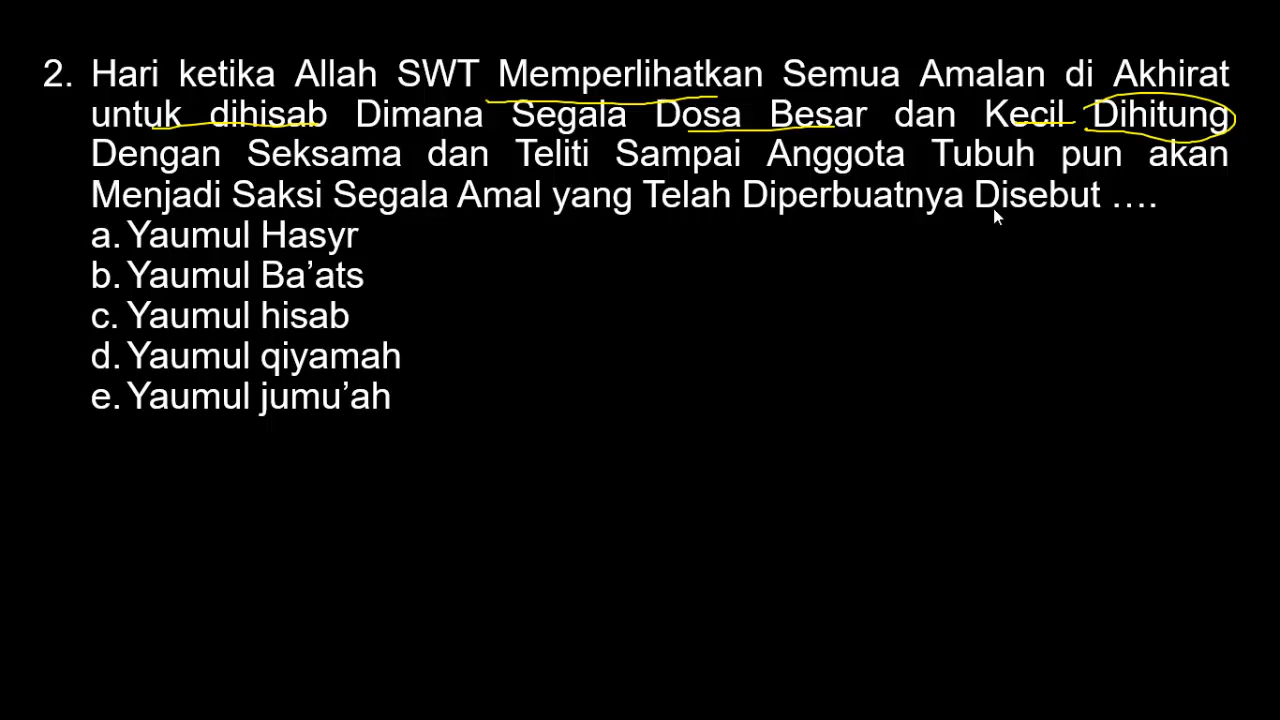 2. Hari ketika Allah SWT Memperlihatkan Semua Amalan di Akhirat
untuk dihisab Dimana Segala Dosa Besar dan Kecil Dihitung
Dengan Seksama dan Teliti Sampai Anggota Tubuh pun akan
Menjadi Saksi Segala Amal yang Telah Diperbuatnya Disebut ….
a. Yaumul Hasyr
b. Yaumul Ba’ats
c. Yaumul hisab
d. Yaumul qiyamah
e. Yaumul jumu’ah